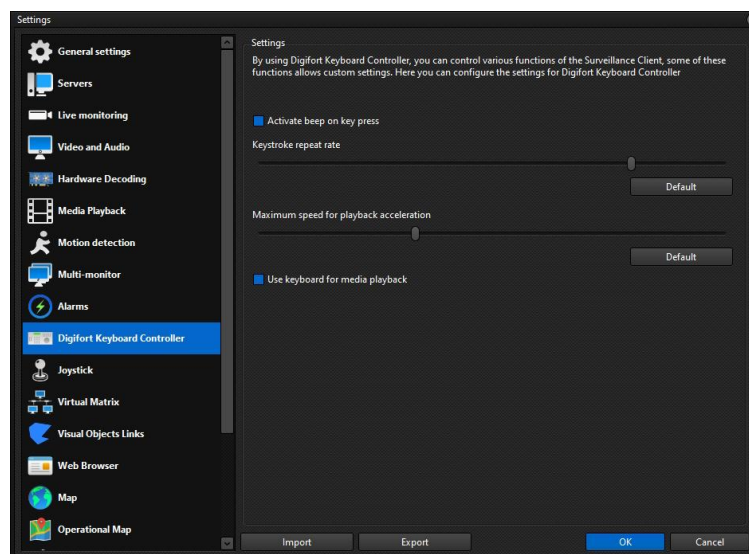 Settings
General settings
Servers
Live monitoring
Video and Audio
Hardware Decoding
Media Playback
Motion detection
Multi-monitor
Alarms
Digifort Keyboard Controller
Joystick
Virtual Matrix
Visual Objects Links
Web Browser
Map
Operational Map
Settings
By using Digifort Keyboard Controller, you can control various functions of the Surveillance Client, some of these
functions allows custom settings. Here you can configure the settings for Digifort Keyboard Controller
Activate beep on key press
Keystroke repeat rate
Default
Maximum speed for playback acceleration
Default
Use keyboard for media playback
Import
Export
OK
Cancel